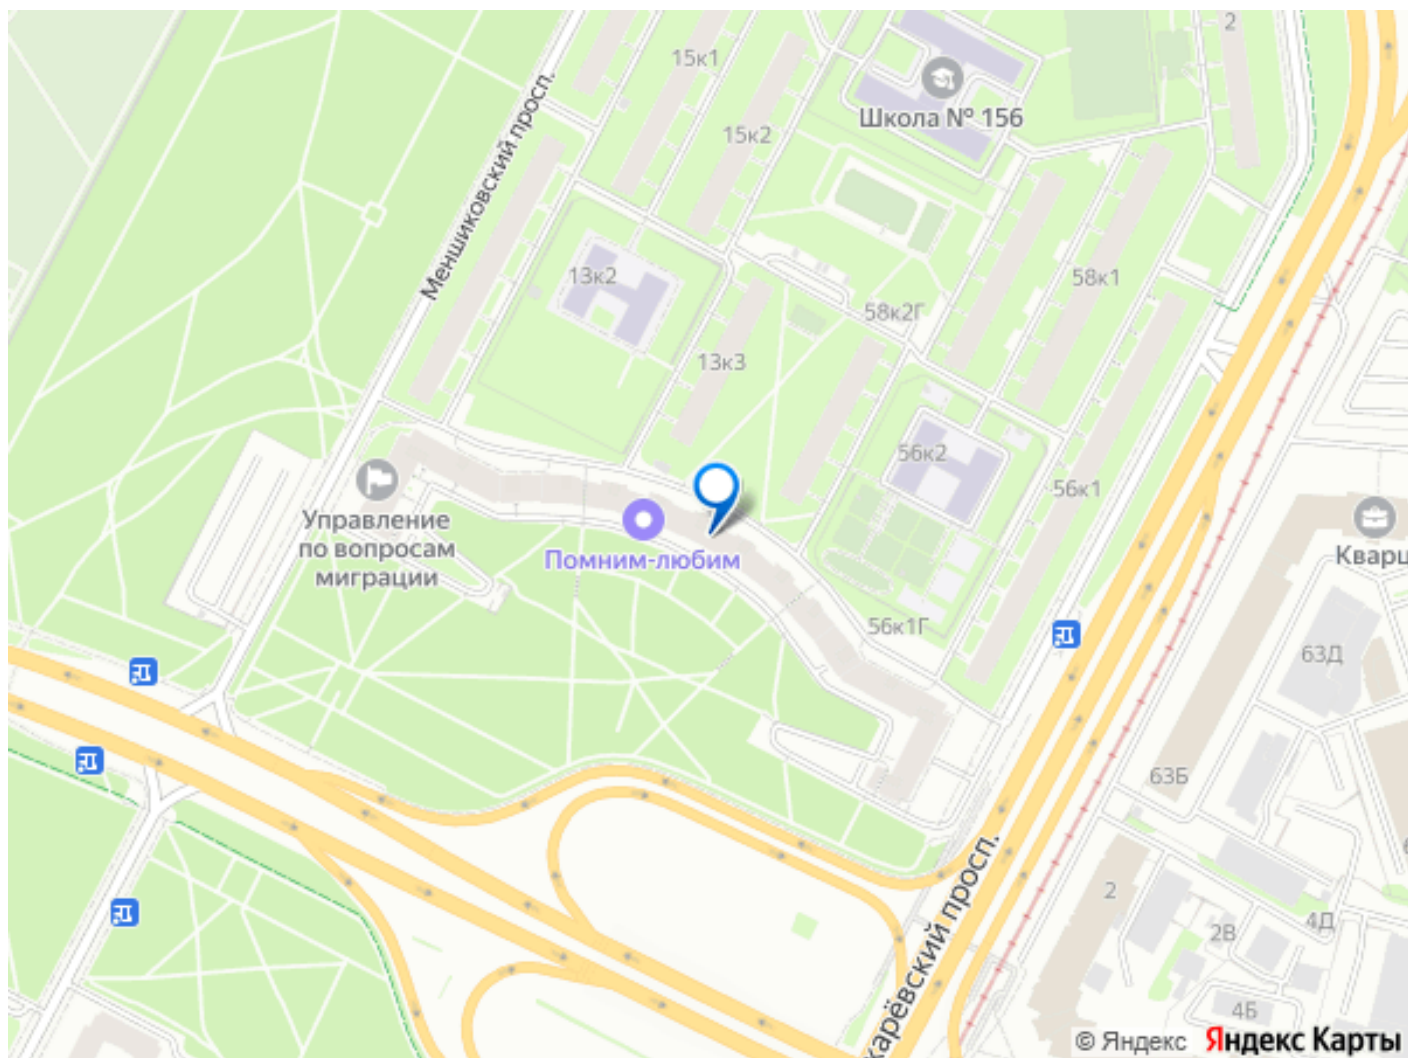 2
15к1
Школа № 156
15к2
Меншиковский просп.
13к2
58к1
58к2Г
13к3
56к2
56к1
Управление
по вопросам
миграции
Помним-любим
Кварц
56к1Г
63Д
63Б
2
4Д
2В
4Б
карёвский просп.
© Яндекс Яндекс Карты